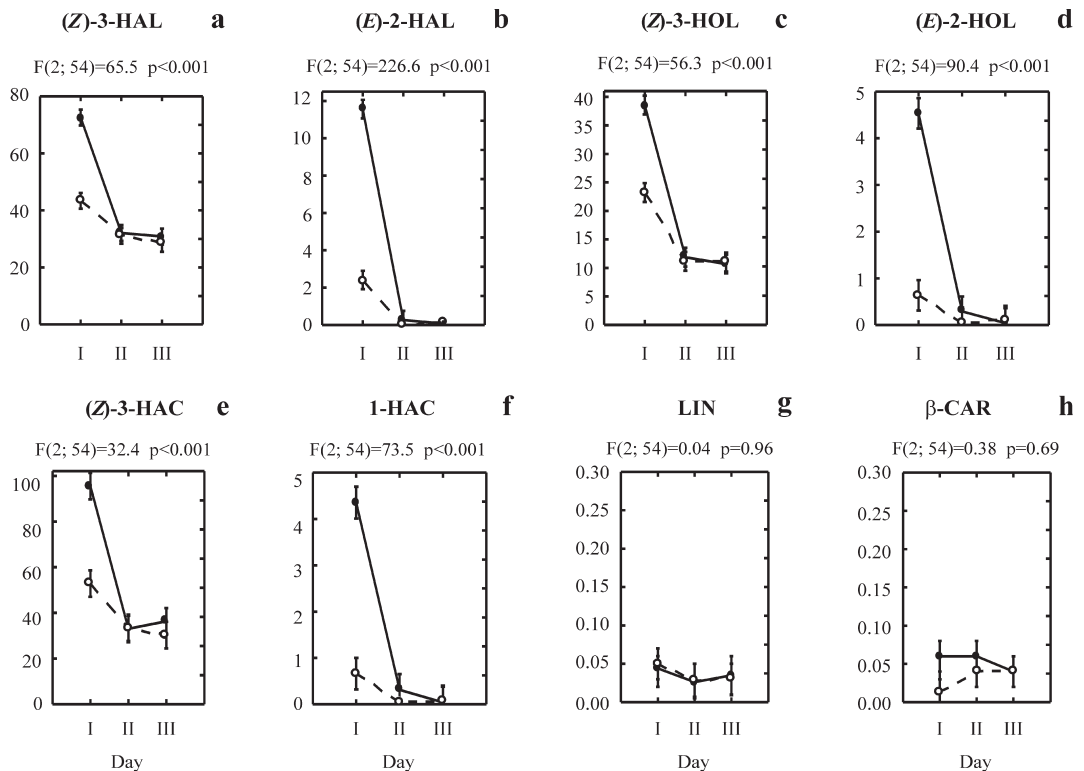 (Z)-3-HAL a
F(2; 54)=65.5 p<0.001
80
60
40
20
0
I II III
(E)-2-HAL b
F(2; 54)=226.6 p<0.001
12
10
8
6
4
2
0
I II III
(Z)-3-HOL c
F(2; 54)=56.3 p<0.001
40
35
30
25
20
15
10
5
0
I II III
(E)-2-HOL d
F(2; 54)=90.4 p<0.001
5
4
3
2
1
0
I II III
(Z)-3-HAC e
F(2; 54)=32.4 p<0.001
100
80
60
40
20
0
I II III
Day
1-HAC f
F(2; 54)=73.5 p<0.001
5
4
3
2
1
0
I II III
Day
LIN g
F(2; 54)=0.04 p=0.96
0.30
0.25
0.20
0.15
0.10
0.05
0.00
I II III
Day
β-CAR h
F(2; 54)=0.38 p=0.69
0.30
0.25
0.20
0.15
0.10
0.05
0.00
I II III
Day